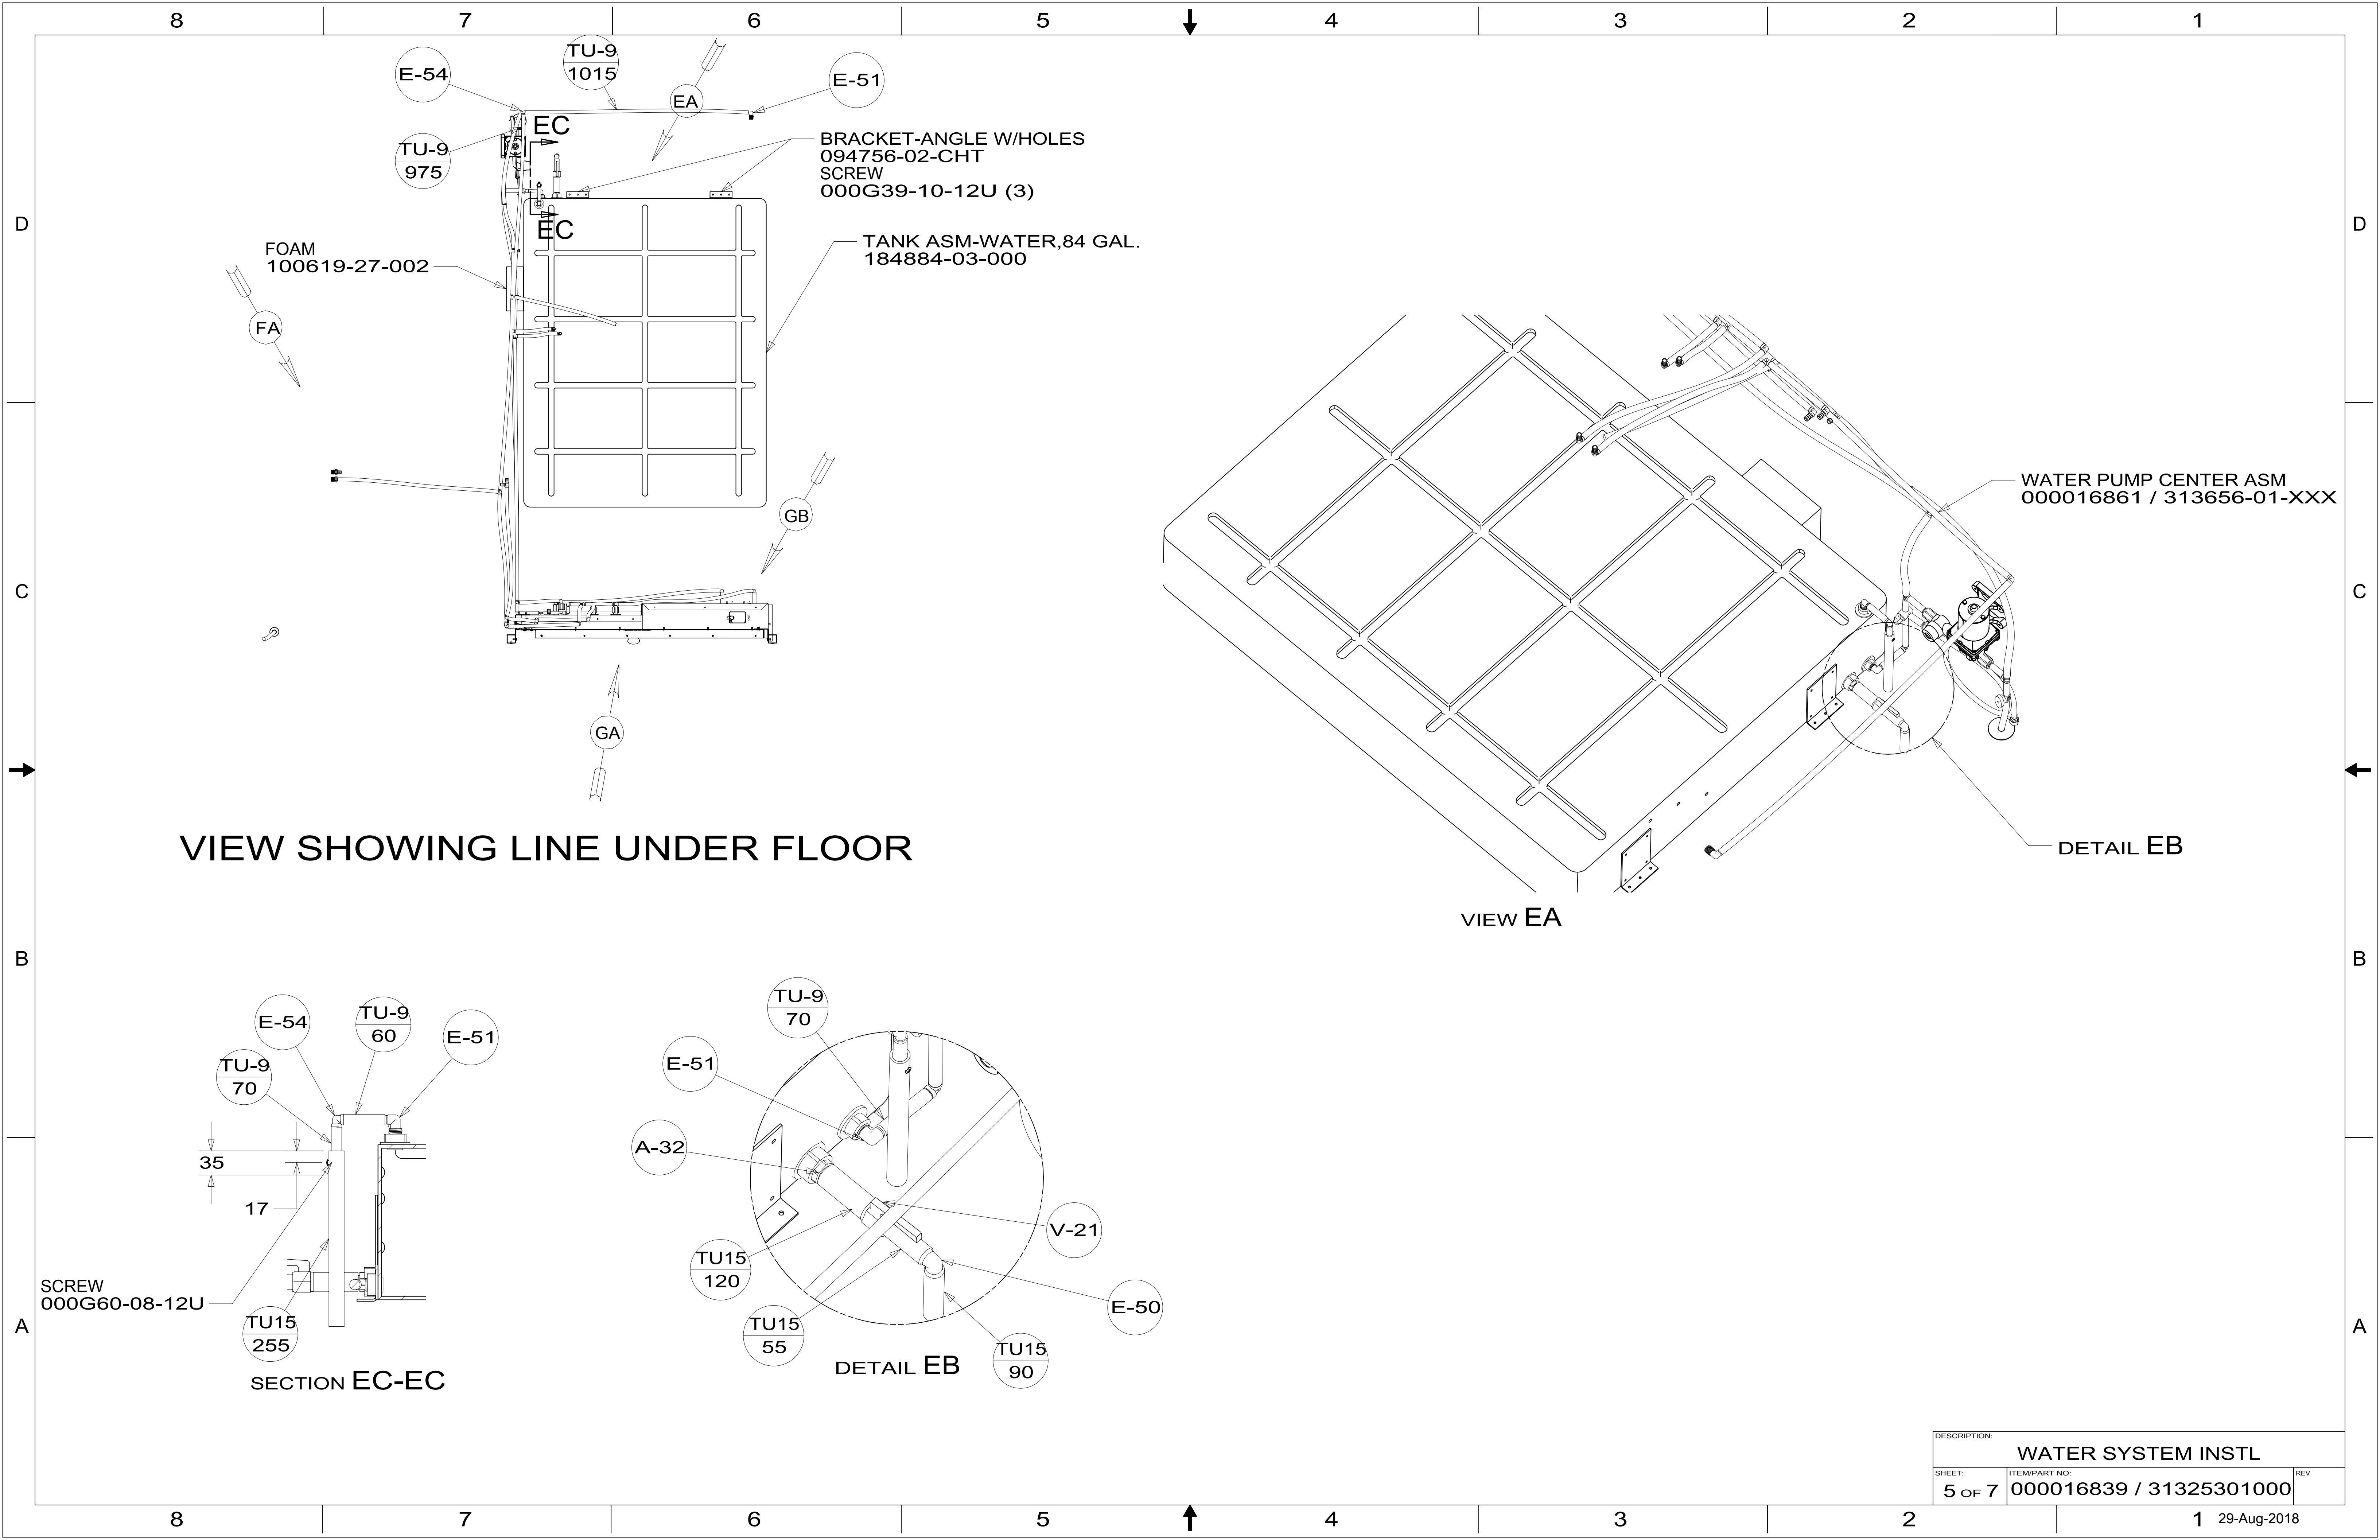 8 7 6 5 4 3 2 1
D
C
B
A
E-54
TU-9
1015
EA
E-51
EC
TU-9
975
BRACKET-ANGLE W/HOLES
094756-02-CHT
SCREW
000G39-10-12U (3)
EC
FOAM
100619-27-002
TANK ASM-WATER,84 GAL.
184884-03-000
FA
GB
GA
VIEW SHOWING LINE UNDER FLOOR
WATER PUMP CENTER ASM
000016861 / 313656-01-XXX
DETAIL EB
VIEW EA
E-54
TU-9
60
E-51
TU-9
70
35
17
SCREW
000G60-08-12U
TU15
255
SECTION EC-EC
TU-9
70
E-51
A-32
V-21
TU15
120
E-50
TU15
55
TU15
90
DETAIL EB
D
C
B
A
DESCRIPTION:
WATER SYSTEM INSTL
SHEET:
5 OF 7
ITEM/PART NO:
000016839 / 31325301000
REV
8 7 6 5 4 3 2 1
29-Aug-2018